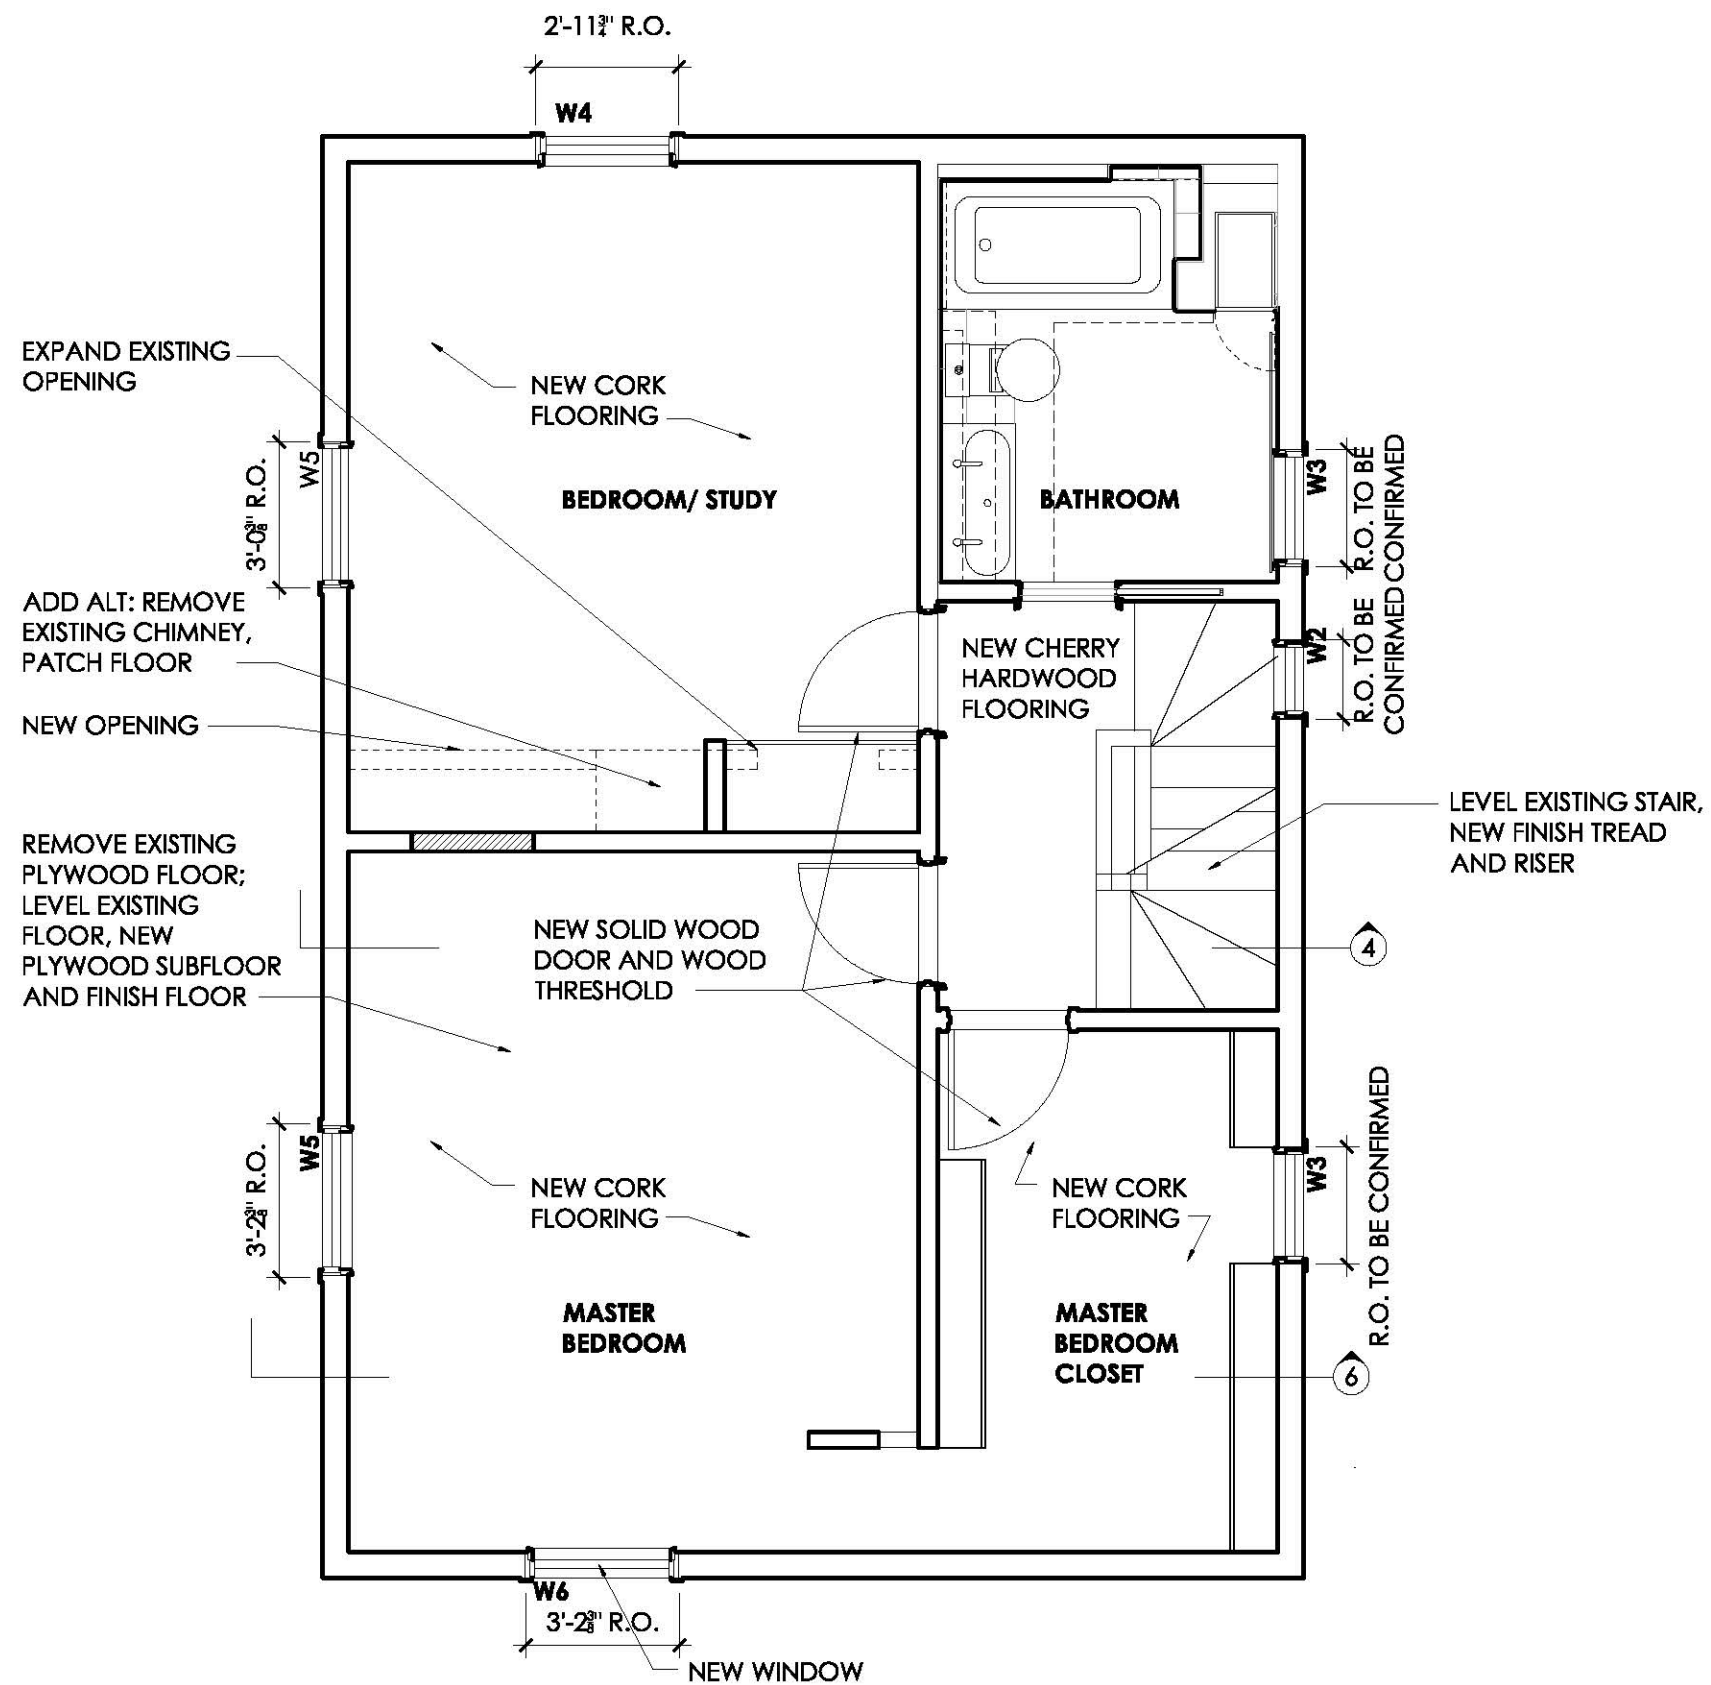 2'-11¾" R.O.
W4
EXPAND EXISTING
OPENING
NEW CORK
FLOORING
W5
3'-0⅜" R.O.
BEDROOM/ STUDY
BATHROOM
W3
R.O. TO BE
CONFIRMED
ADD ALT: REMOVE
EXISTING CHIMNEY,
PATCH FLOOR
NEW CHERRY
HARDWOOD
FLOORING
W2
R.O. TO BE
CONFIRMED
NEW OPENING
LEVEL EXISTING STAIR,
NEW FINISH TREAD
AND RISER
REMOVE EXISTING
PLYWOOD FLOOR;
LEVEL EXISTING
FLOOR, NEW
PLYWOOD SUBFLOOR
AND FINISH FLOOR
NEW SOLID WOOD
DOOR AND WOOD
THRESHOLD
4
W5
3'-2⅜" R.O.
NEW CORK
FLOORING
NEW CORK
FLOORING
W3
R.O. TO BE CONFIRMED
MASTER
BEDROOM
MASTER
BEDROOM
CLOSET
6
W6
3'-2⅜" R.O.
NEW WINDOW